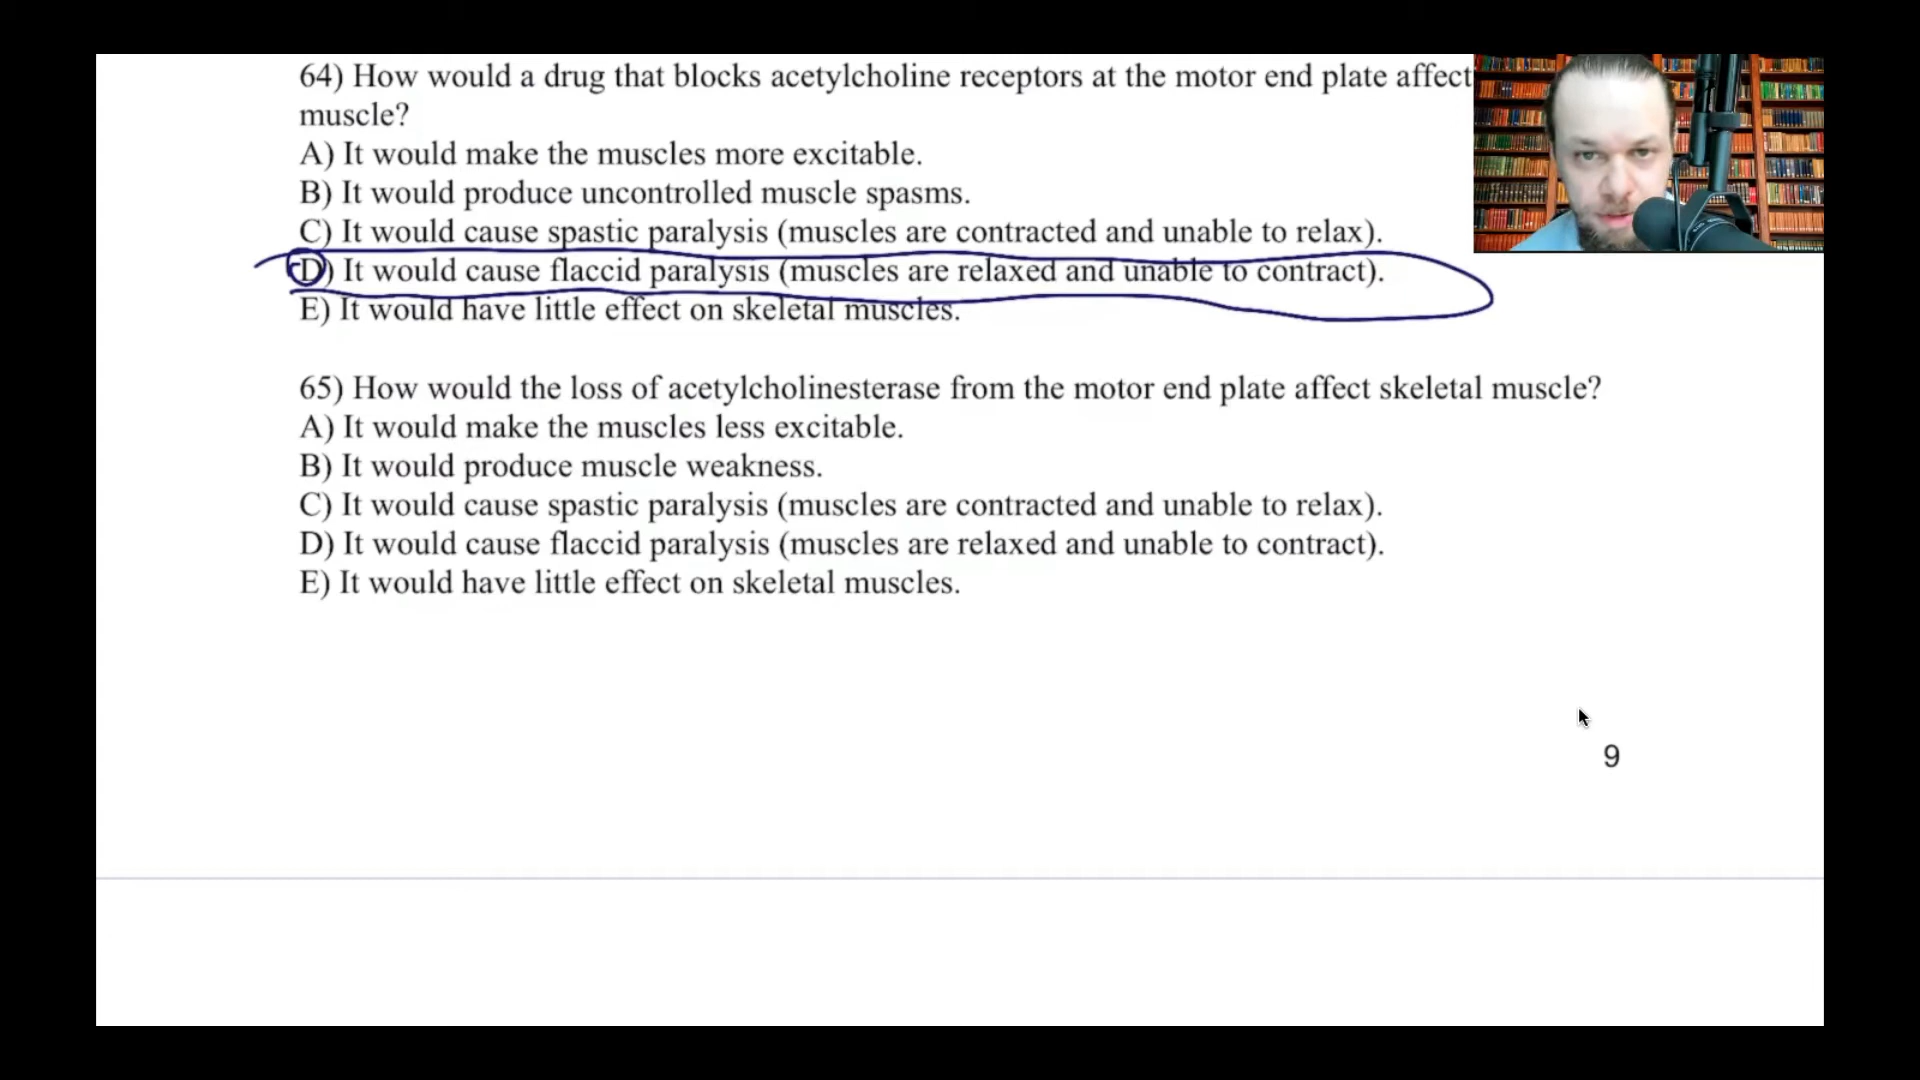 64) How would a drug that blocks acetylcholine receptors at the motor end plate affect
muscle?
A) It would make the muscles more excitable.
B) It would produce uncontrolled muscle spasms.
C) It would cause spastic paralysis (muscles are contracted and unable to relax).
D) It would cause flaccid paralysis (muscles are relaxed and unable to contract).
E) It would have little effect on skeletal muscles.
65) How would the loss of acetylcholinesterase from the motor end plate affect skeletal muscle?
A) It would make the muscles less excitable.
B) It would produce muscle weakness.
C) It would cause spastic paralysis (muscles are contracted and unable to relax).
D) It would cause flaccid paralysis (muscles are relaxed and unable to contract).
E) It would have little effect on skeletal muscles.
9